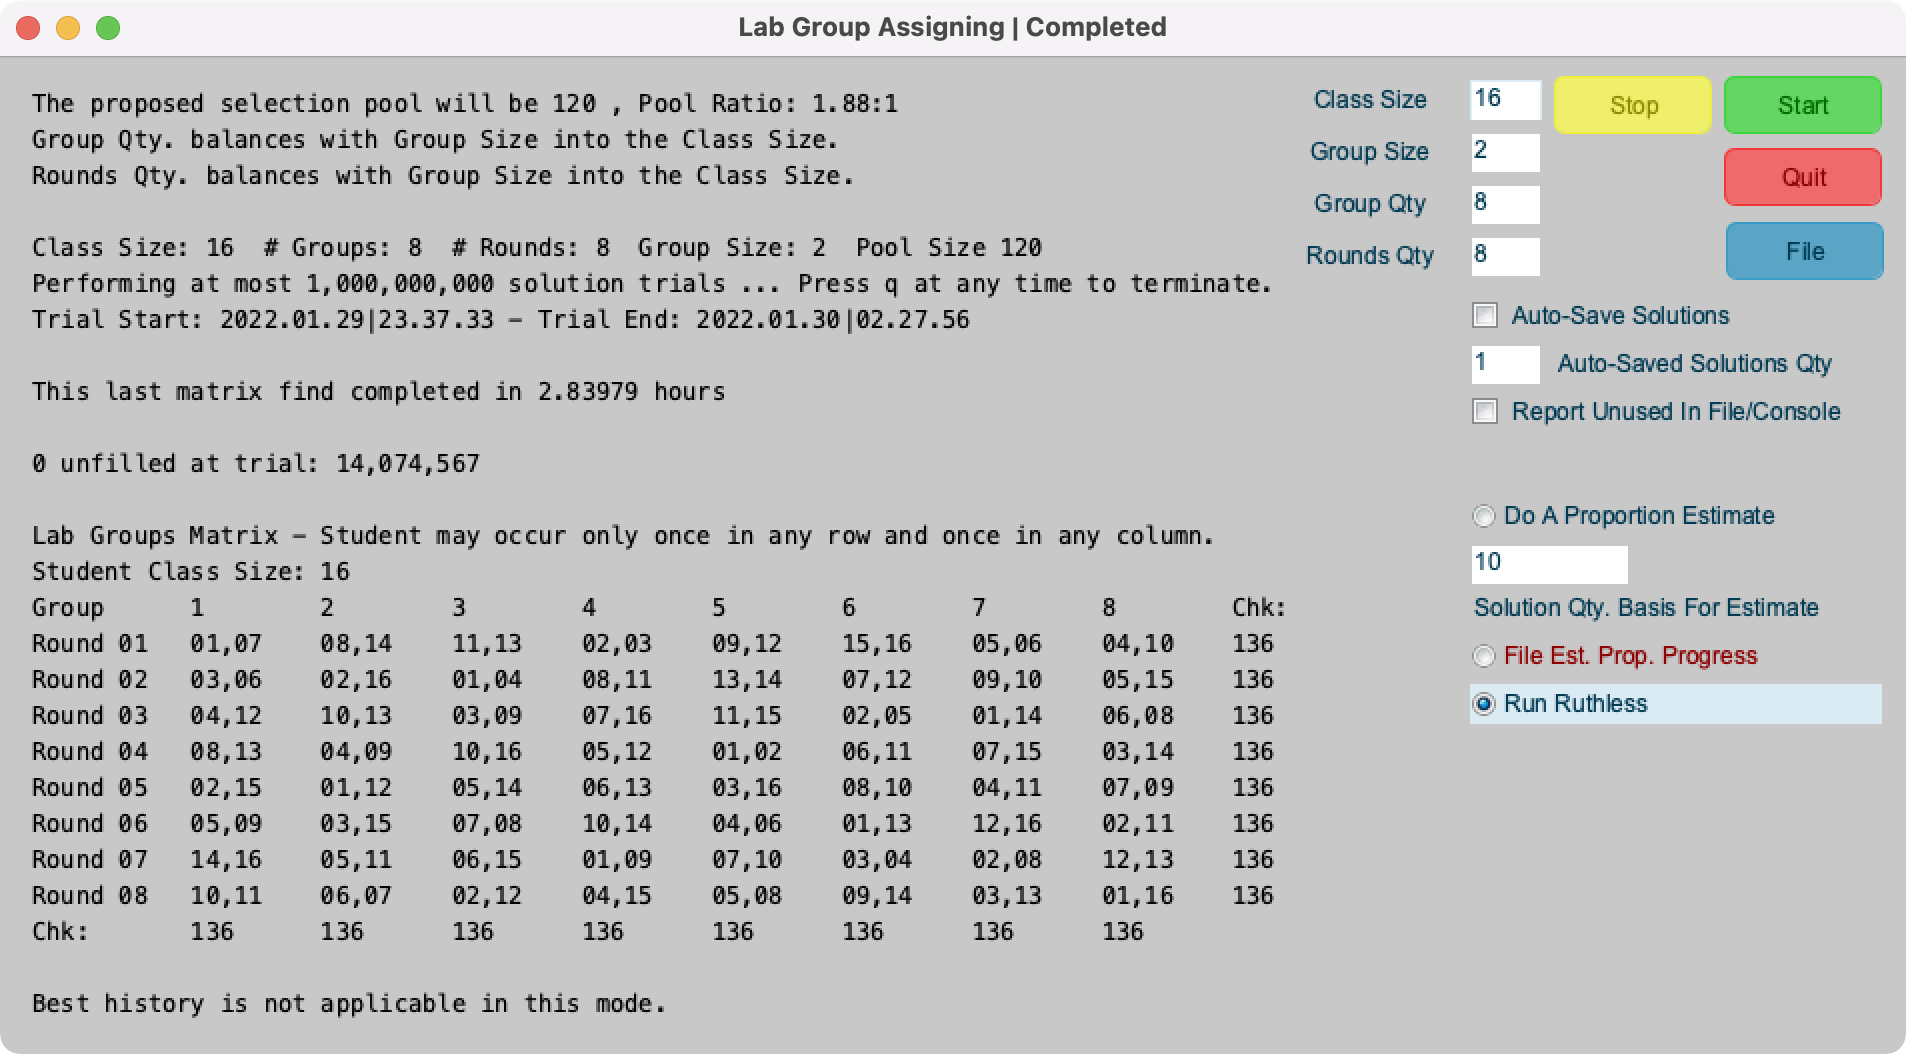 Lab Group Assigning | Completed
The proposed selection pool will be 120 , Pool Ratio: 1.88:1
Group Qty. balances with Group Size into the Class Size.
Rounds Qty. balances with Group Size into the Class Size.
Class Size: 16  # Groups: 8  # Rounds: 8  Group Size: 2  Pool Size 120
Performing at most 1,000,000,000 solution trials ... Press q at any time to terminate.
Trial Start: 2022.01.29|23.37.33 – Trial End: 2022.01.30|02.27.56
This last matrix find completed in 2.83979 hours
0 unfilled at trial: 14,074,567
Lab Groups Matrix – Student may occur only once in any row and once in any column.
Student Class Size: 16
Group 1 2 3 4 5 6 7 8 Chk:
Round 01 01,07 08,14 11,13 02,03 09,12 15,16 05,06 04,10 136
Round 02 03,06 02,16 01,04 08,11 13,14 07,12 09,10 05,15 136
Round 03 04,12 10,13 03,09 07,16 11,15 02,05 01,14 06,08 136
Round 04 08,13 04,09 10,16 05,12 01,02 06,11 07,15 03,14 136
Round 05 02,15 01,12 05,14 06,13 03,16 08,10 04,11 07,09 136
Round 06 05,09 03,15 07,08 10,14 04,06 01,13 12,16 02,11 136
Round 07 14,16 05,11 06,15 01,09 07,10 03,04 02,08 12,13 136
Round 08 10,11 06,07 02,12 04,15 05,08 09,14 03,13 01,16 136
Chk: 136 136 136 136 136 136 136 136
Best history is not applicable in this mode.
Class Size 16 Stop Start
Group Size 2 Quit
Group Qty 8
Rounds Qty 8 File
Auto-Save Solutions
1 Auto-Saved Solutions Qty
Report Unused In File/Console
Do A Proportion Estimate
10
Solution Qty. Basis For Estimate
File Est. Prop. Progress
Run Ruthless